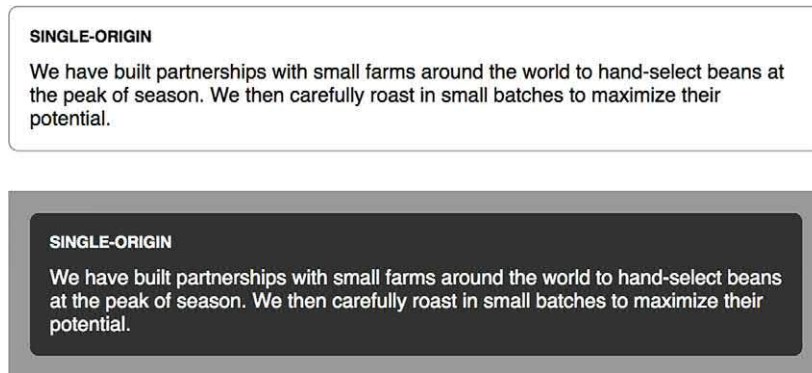 SINGLE-ORIGIN
We have built partnerships with small farms around the world to hand-select beans at
the peak of season. We then carefully roast in small batches to maximize their
potential.
SINGLE-ORIGIN
We have built partnerships with small farms around the world to hand-select beans
at the peak of season. We then carefully roast in small batches to maximize their
potential.